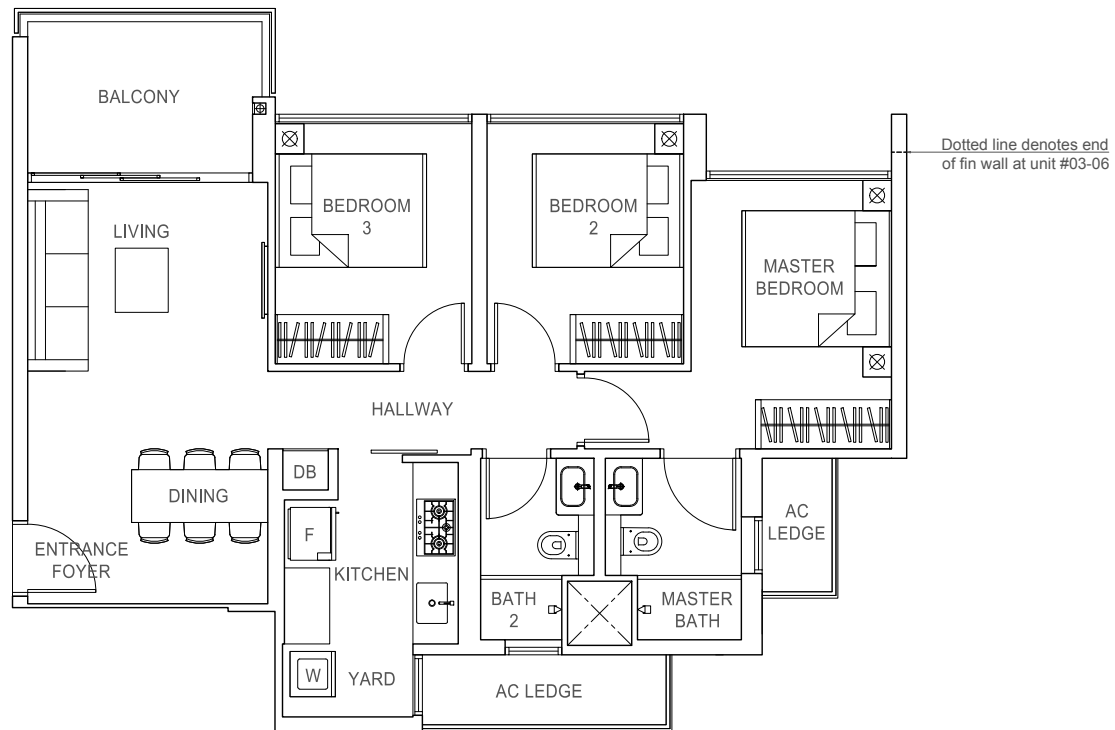 BALCONY
Dotted line denotes end
of fin wall at unit #03-06
LIVING
BEDROOM
3
BEDROOM
2
MASTER
BEDROOM
HALLWAY
DB
DINING
F
ENTRANCE
FOYER
KITCHEN
AC
LEDGE
BATH
2
MASTER
BATH
W
YARD
AC LEDGE